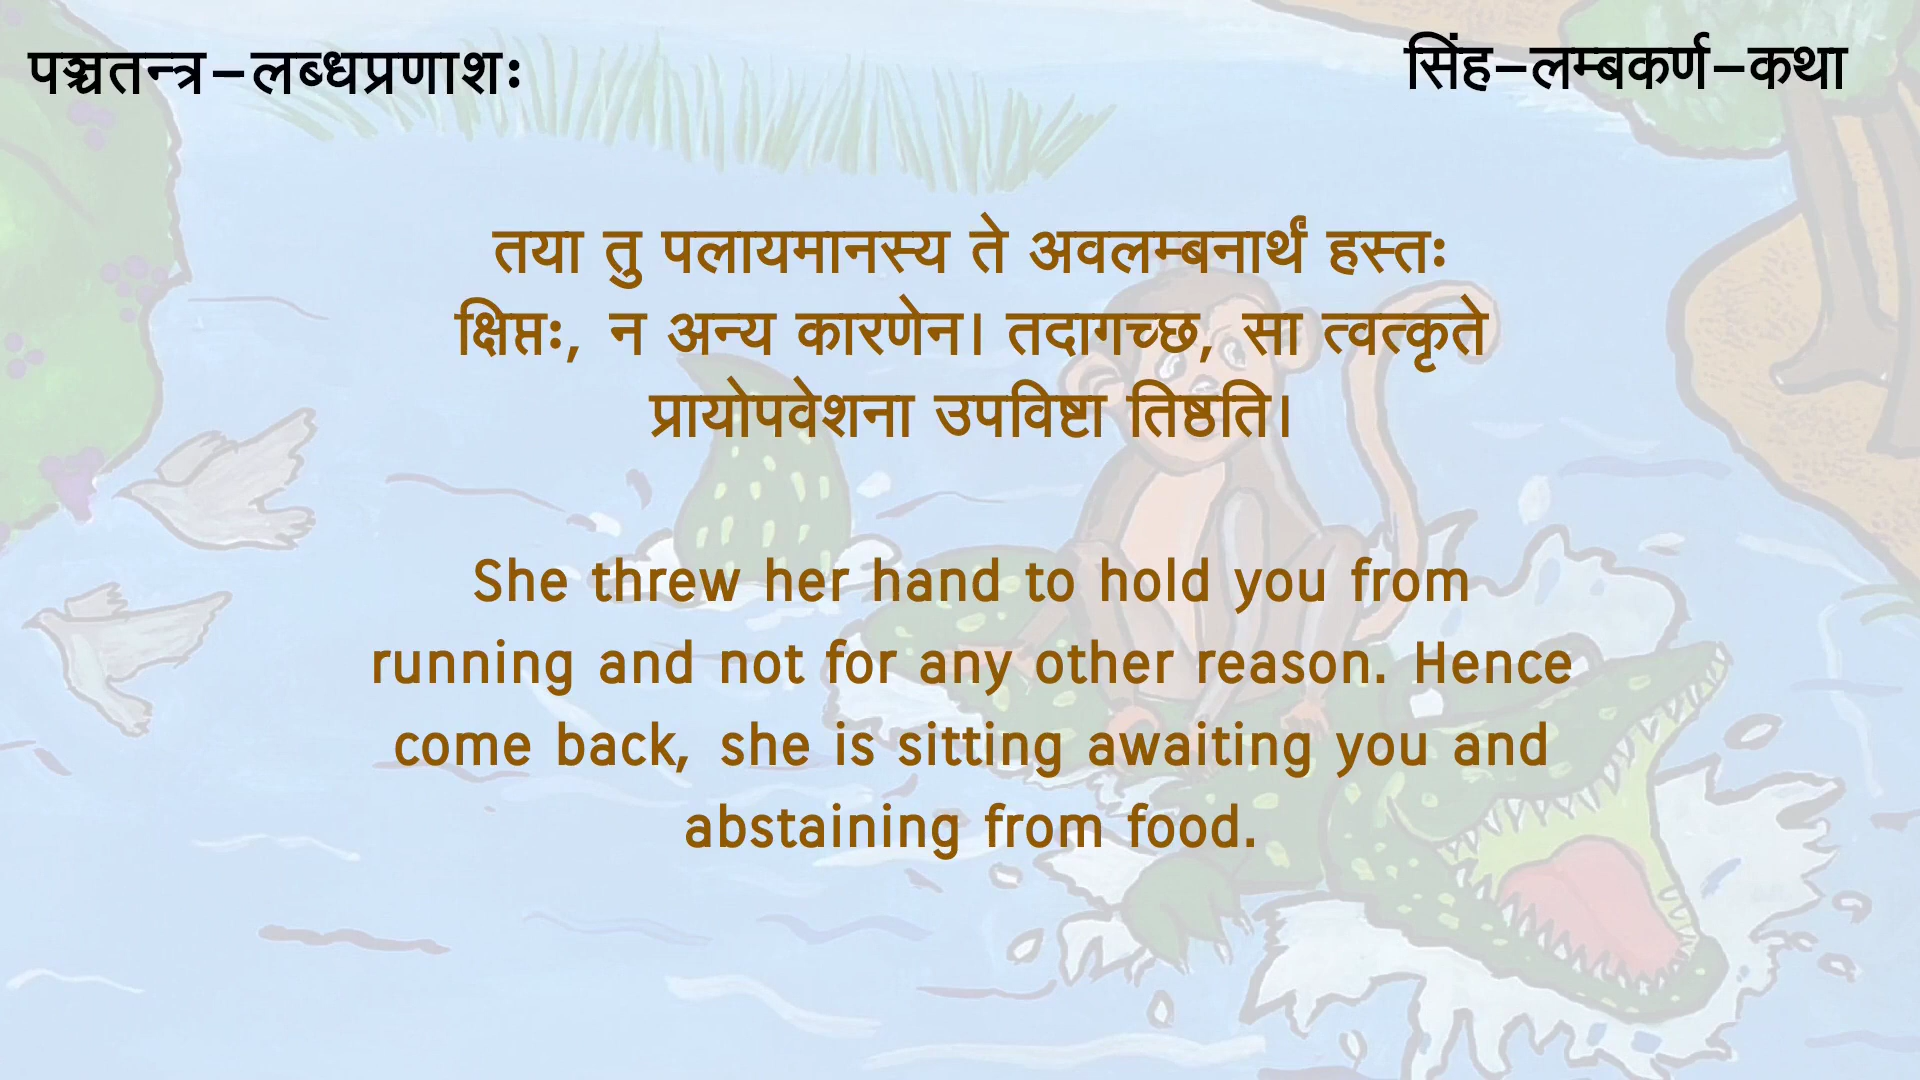 पञ्चतन्त्र-लब्धप्रणाशः
सिंह-लम्बकर्ण-कथा
तया तु पलायमानस्य ते अवलम्बनार्थं हस्तः
क्षिप्तः, न अन्य कारणेन। तदागच्छ, सा त्वत्कृते
प्रायोपवेशना उपविष्टा तिष्ठति।
She threw her hand to hold you from
running and not for any other reason. Hence
come back, she is sitting awaiting you and
abstaining from food.